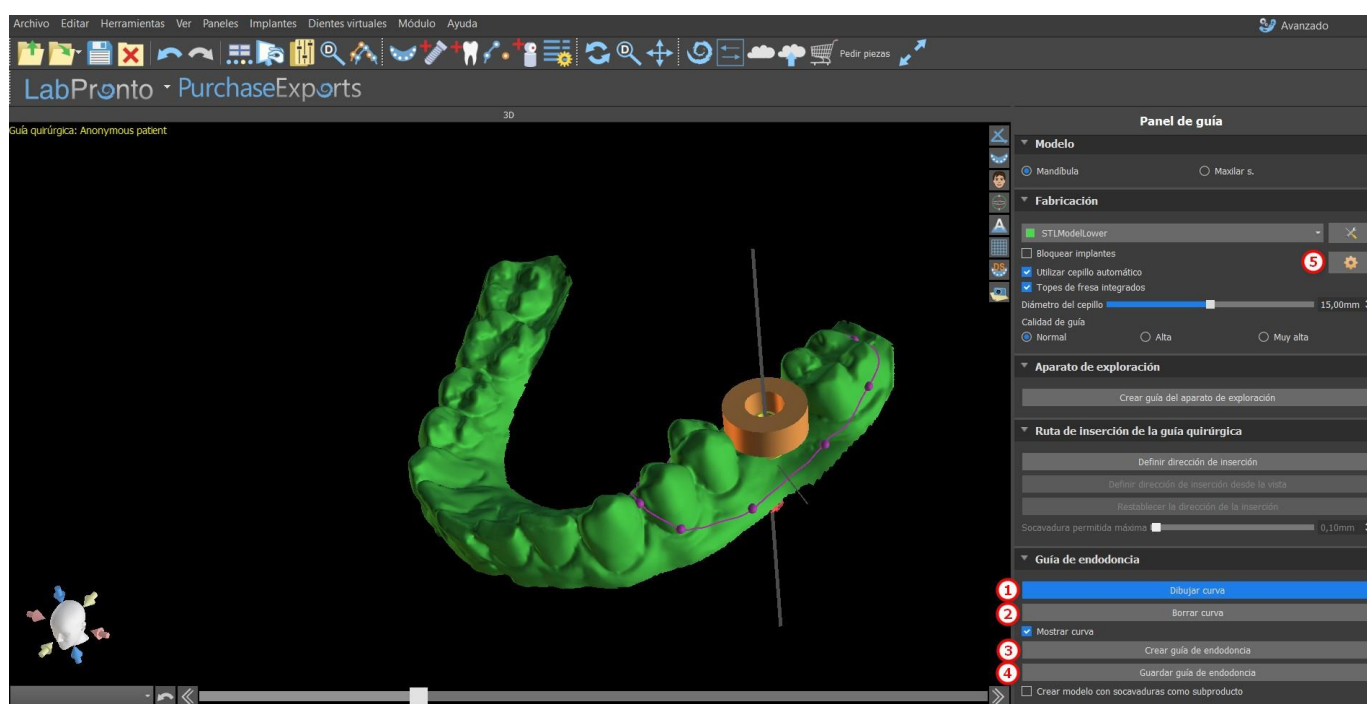 Archivo Editar Herramientas Ver Paneles Implantes Dientes virtuales Módulo Ayuda
Avanzado
Pedir piezas
LabPronto PurchaseExports
3D
Guía quirúrgica: Anonymous patient
Panel de guía
Modelo
Mandíbula Maxilar s.
Fabricación
STLModelLower
Bloquear implantes
5
Utilizar cepillo automático
Topes de fresa integrados
Diámetro del cepillo 15,00mm
Calidad de guía
Normal Alta Muy alta
Aparato de exploración
Crear guía del aparato de exploración
Ruta de inserción de la guía quirúrgica
Definir dirección de inserción
Definir dirección de inserción desde la vista
Restablecer la dirección de la inserción
Socavadura permitida máxima 0,10mm
Guía de endodoncia
1 Dibujar curva
2 Borrar curva
Mostrar curva
3 Crear guía de endodoncia
4 Guardar guía de endodoncia
Crear modelo con socavaduras como subproducto